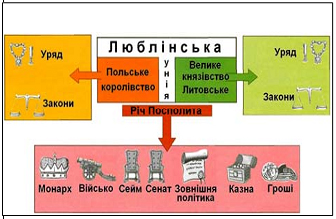 Люблінська
унія
Уряд
Закони
Польське
королівство
Велике
князівство
Литовське
Уряд
Закони
Річ Посполита
Монарх Військо Сейм Сенат Зовнішня політика Казна Гроші